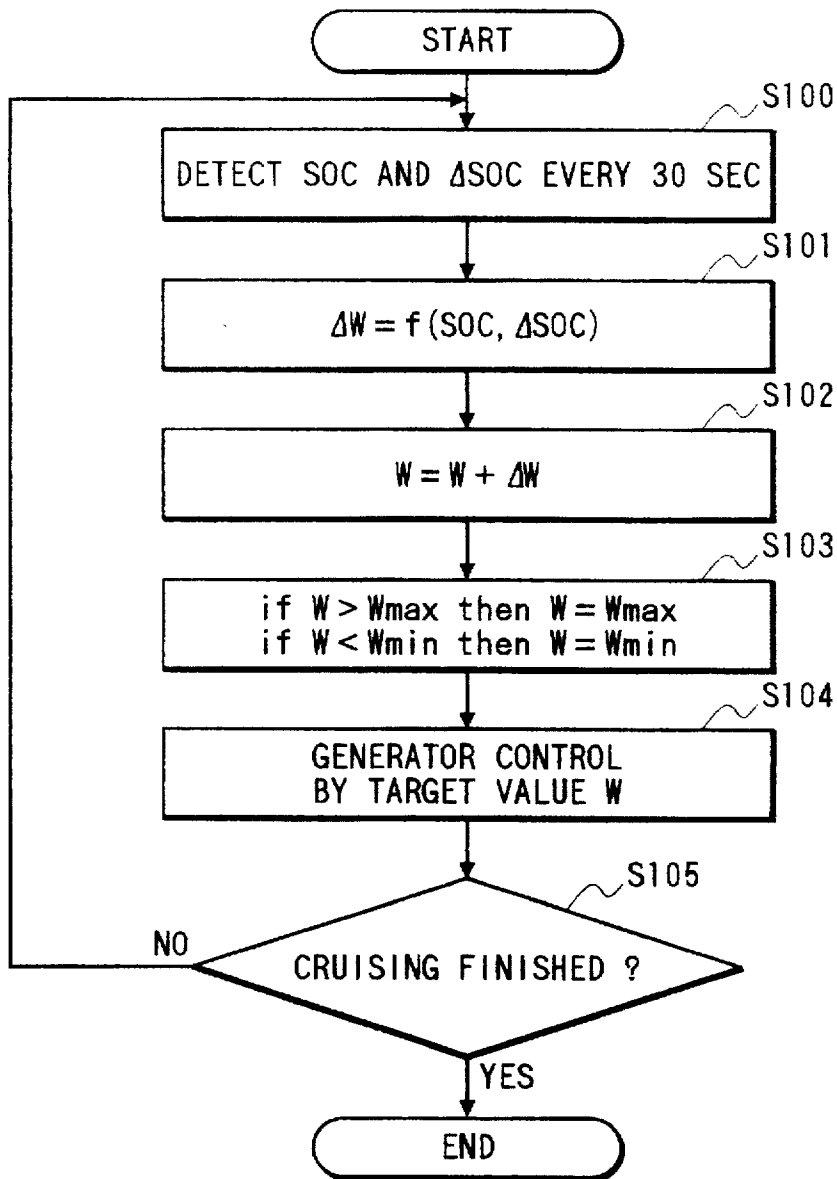 START
S100
DETECT SOC AND ΔSOC EVERY 30 SEC
S101
ΔW = f (SOC, ΔSOC)
S102
W = W + ΔW
S103
if W > Wmax then W = Wmax
if W < Wmin then W = Wmin
S104
GENERATOR CONTROL
BY TARGET VALUE W
S105
NO
CRUISING FINISHED ?
YES
END